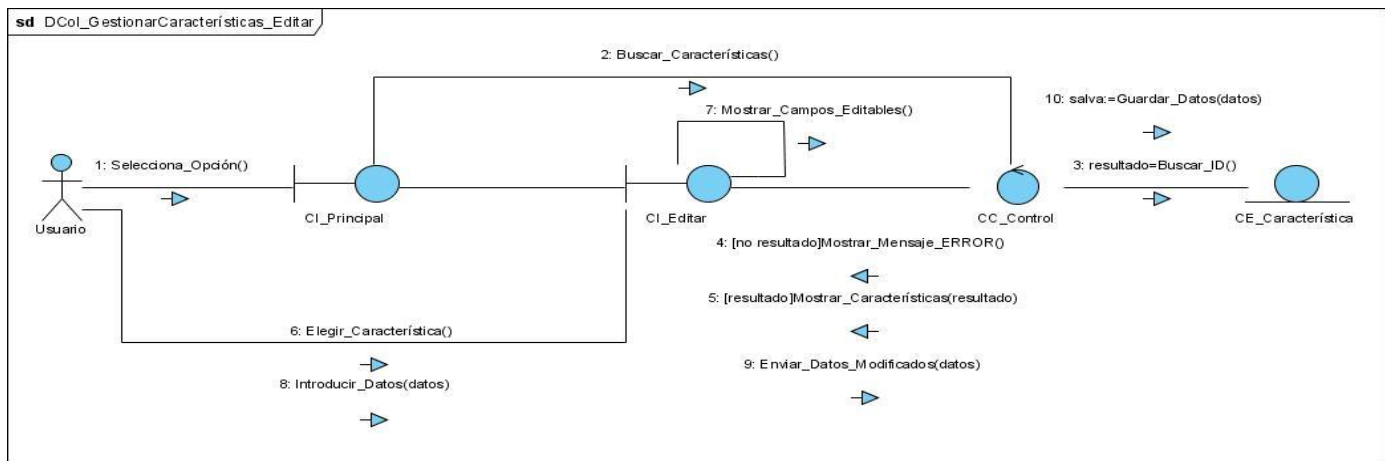 sd DCol_GestionarCaracterísticas_Editar
2: Buscar_Características()
10: salva:=Guardar_Datos(datos)
7: Mostrar_Campos_Editables()
1: Selecciona_Opción()
3: resultado=Buscar_ID()
Usuario
CI_Principal
CI_Editar
CC_Control
CE_Característica
4: [no resultado]Mostrar_Mensaje_ERROR()
5: [resultado]Mostrar_Características(resultado)
6: Elegir_Característica()
9: Enviar_Datos_Modificados(datos)
8: Introducir_Datos(datos)